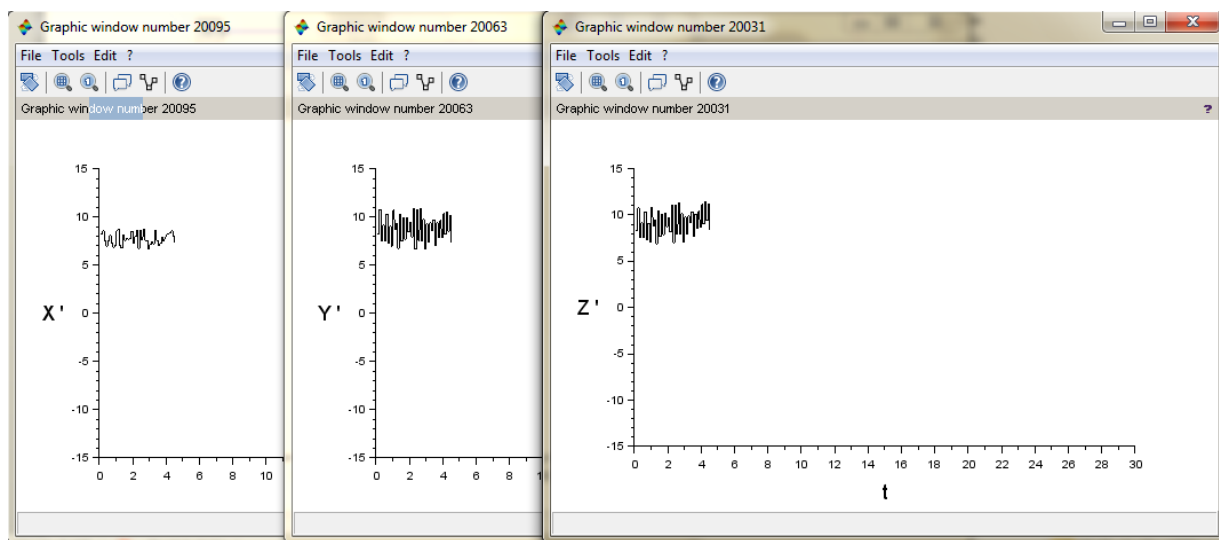 Graphic window number 20095
File Tools Edit ?
Graphic window number 20095
15
10
5
X ' 0
-5
-10
-15
0 2 4 6 8 10
Graphic window number 20063
File Tools Edit ?
Graphic window number 20063
15
10
5
Y ' 0
-5
-10
-15
0 2 4 6 8 1
Graphic window number 20031
File Tools Edit ?
Graphic window number 20031 ?
15
10
5
Z ' 0
-5
-10
-15
0 2 4 6 8 10 12 14 16 18 20 22 24 26 28 30
t